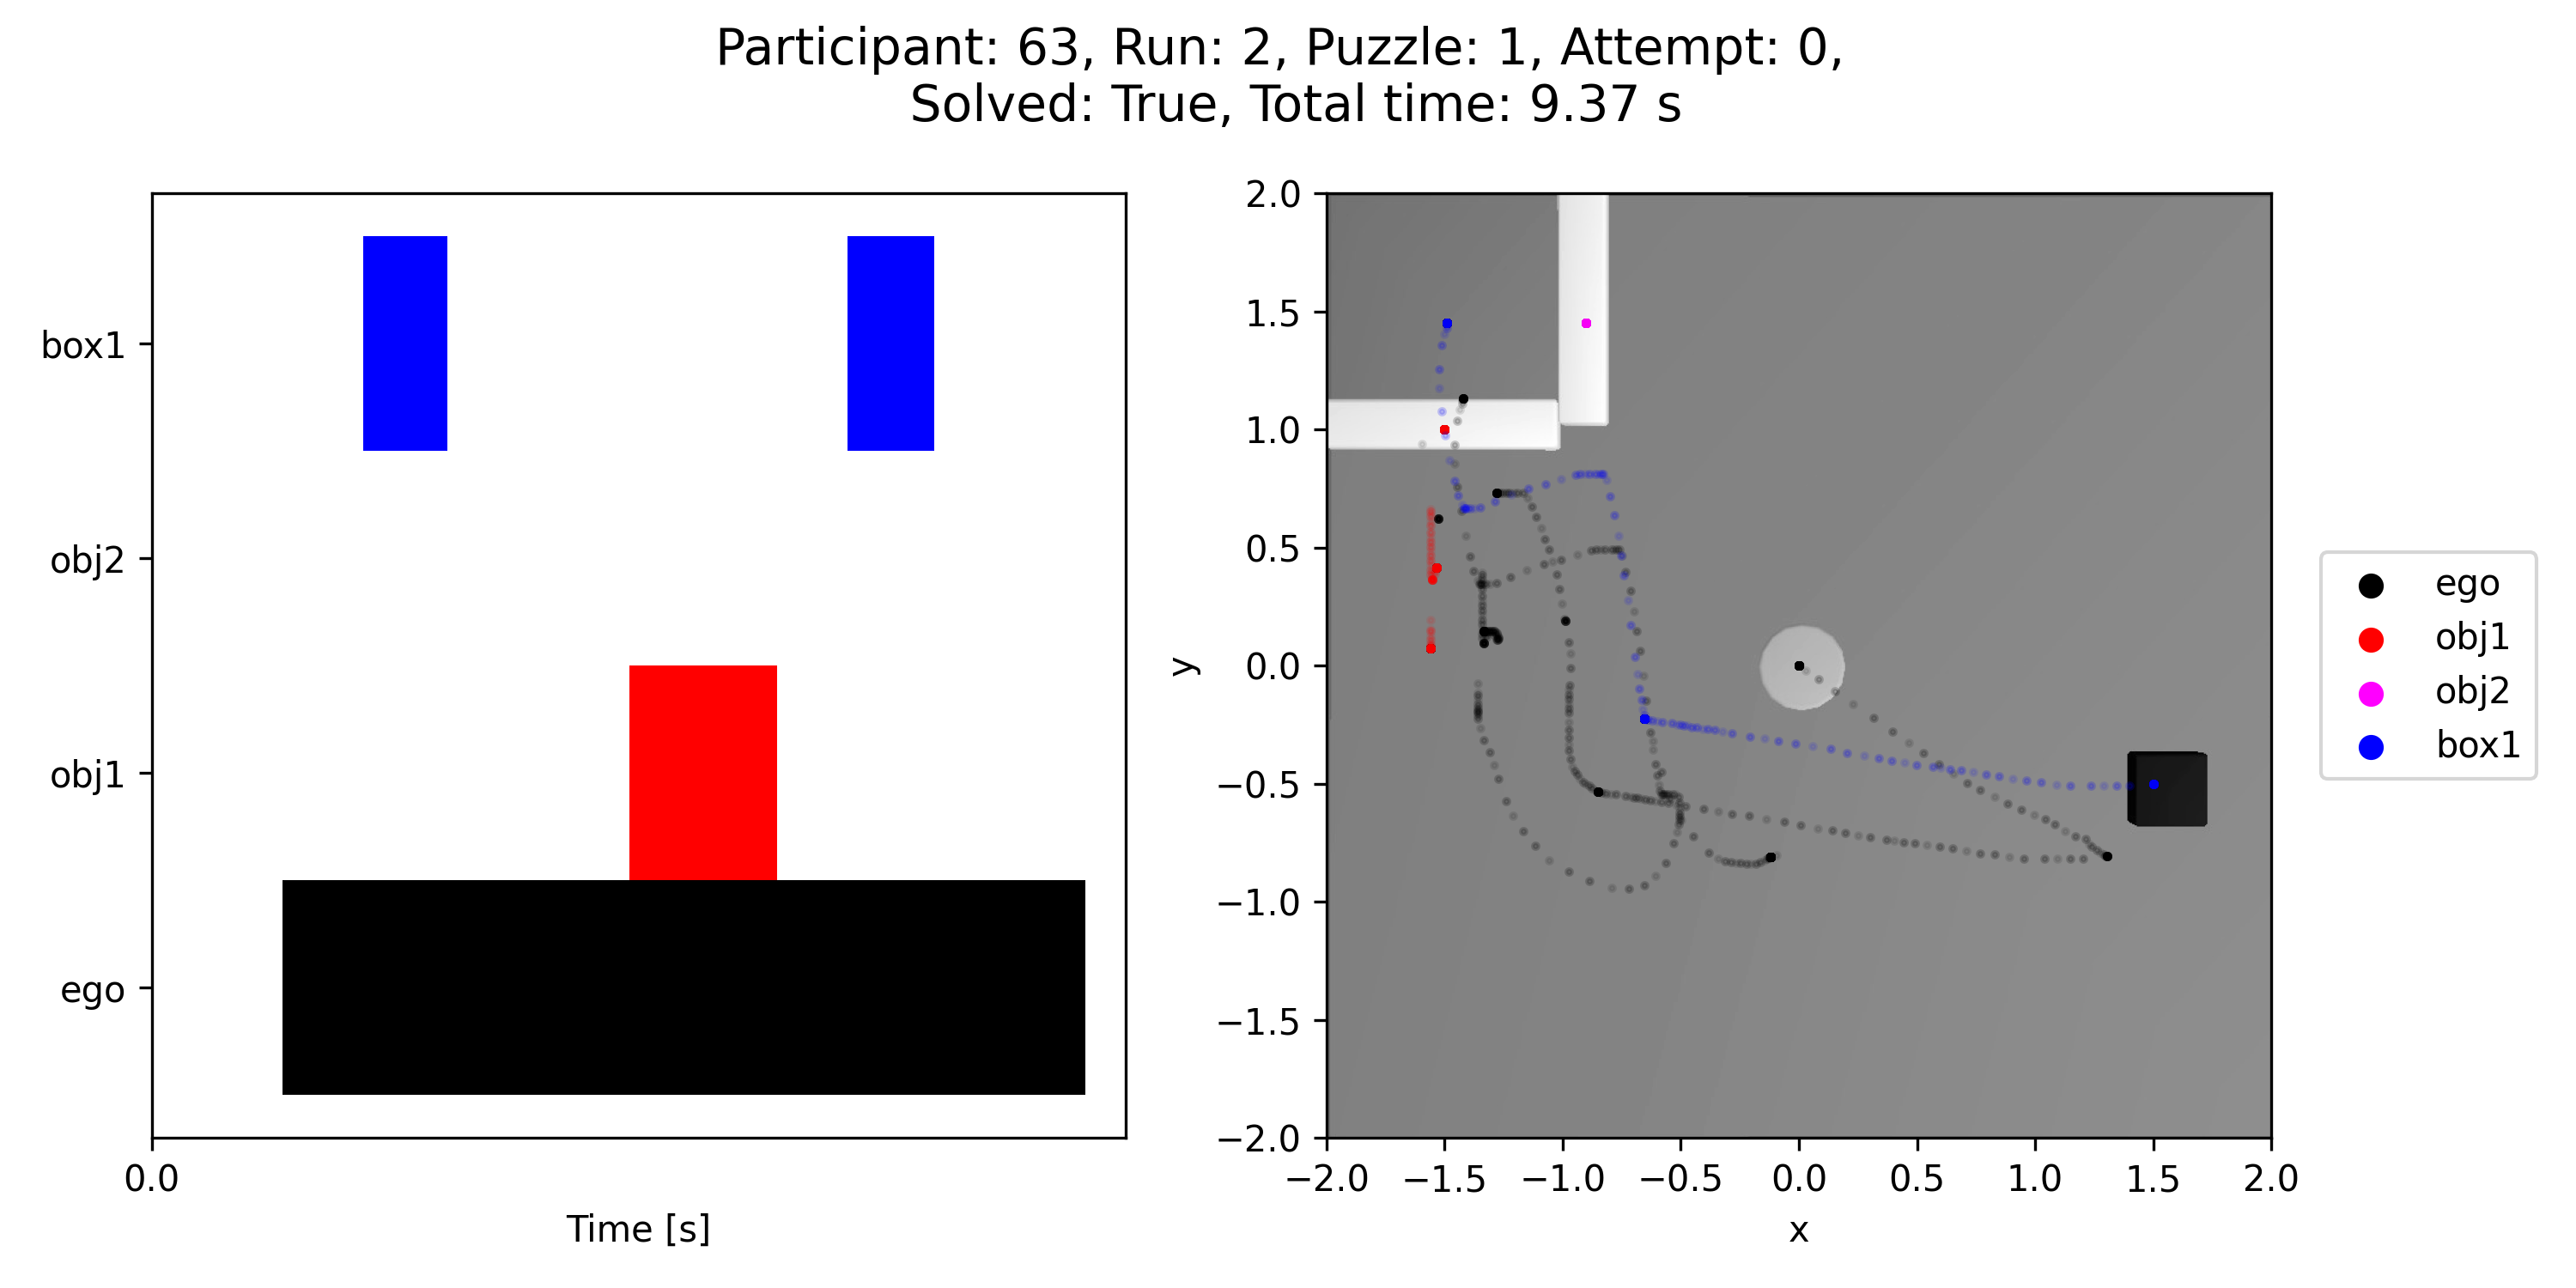 Participant: 63, Run: 2, Puzzle: 1, Attempt: 0,
Solved: True, Total time: 9.37 s
box1
obj2
obj1
ego
0.0
Time [s]
2.0
1.5
1.0
0.5
0.0
−0.5
−1.0
−1.5
−2.0
y
−2.0 −1.5 −1.0 −0.5 0.0 0.5 1.0 1.5 2.0
x
ego
obj1
obj2
box1